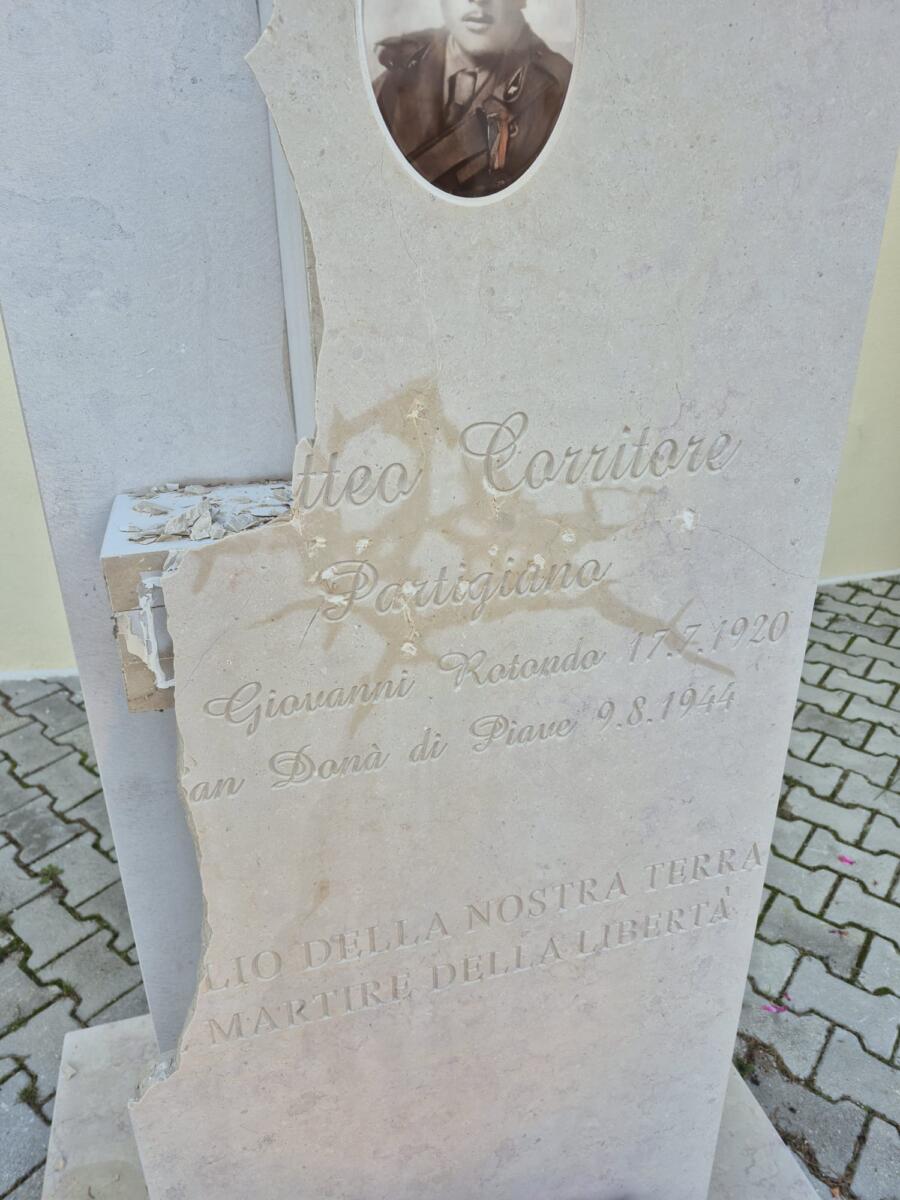 tteo Corritore
Partigiano
Giovanni Rotondo 17.7.1920
San Donà di Piave 9.8.1944
LIO DELLA NOSTRA TERRA
MARTIRE DELLA LIBERTÀ